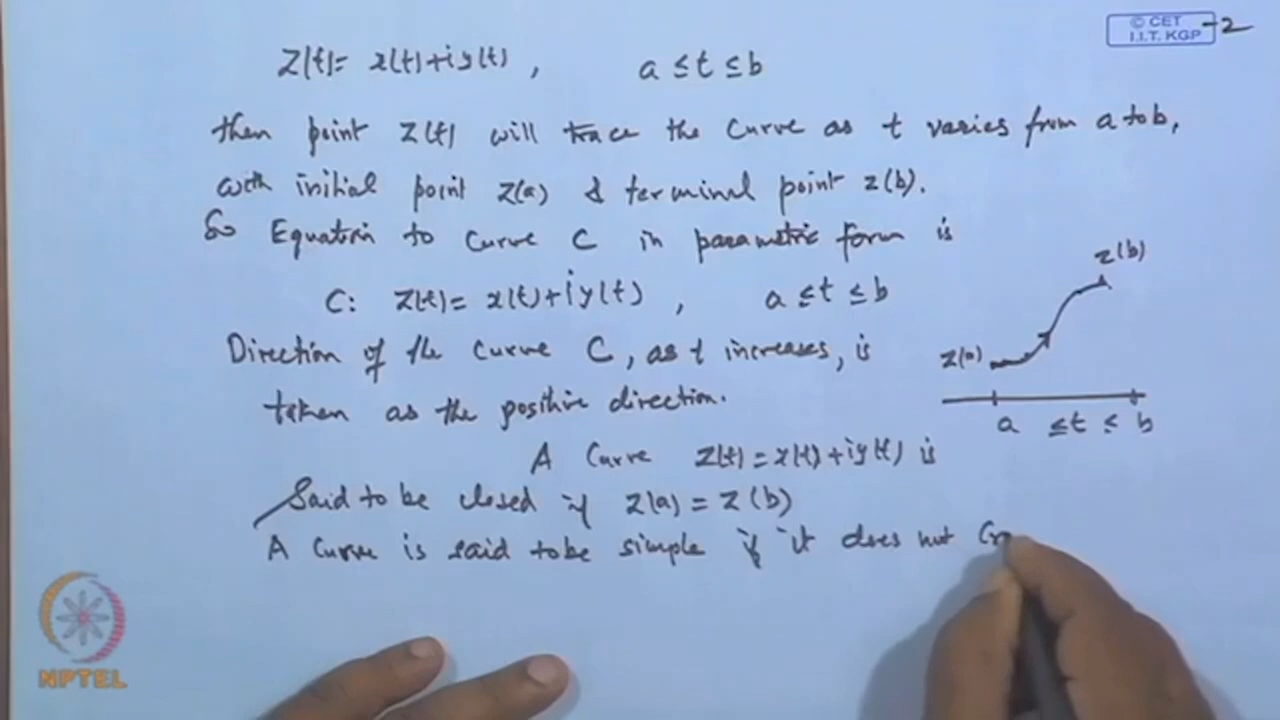 © CET
I.I.T. KGP
-2
Z(t) = x(t)+iy(t) , a ≤ t ≤ b
then point Z(t) will trace the Curve as t varies from a to b,
with initial point Z(a) & terminal point z(b).
So Equation to Curve C in parametric form is
C: Z(t) = x(t)+iy(t) , a ≤ t ≤ b
z(b)
Direction of the Curve C, as t increases, is
Z(a)
taken as the positive direction.
a ≤ t ≤ b
A Curve Z(t) = x(t)+iy(t) is
Said to be closed if Z(a) = Z(b)
A Curve is said to be simple if it does not
NPTEL